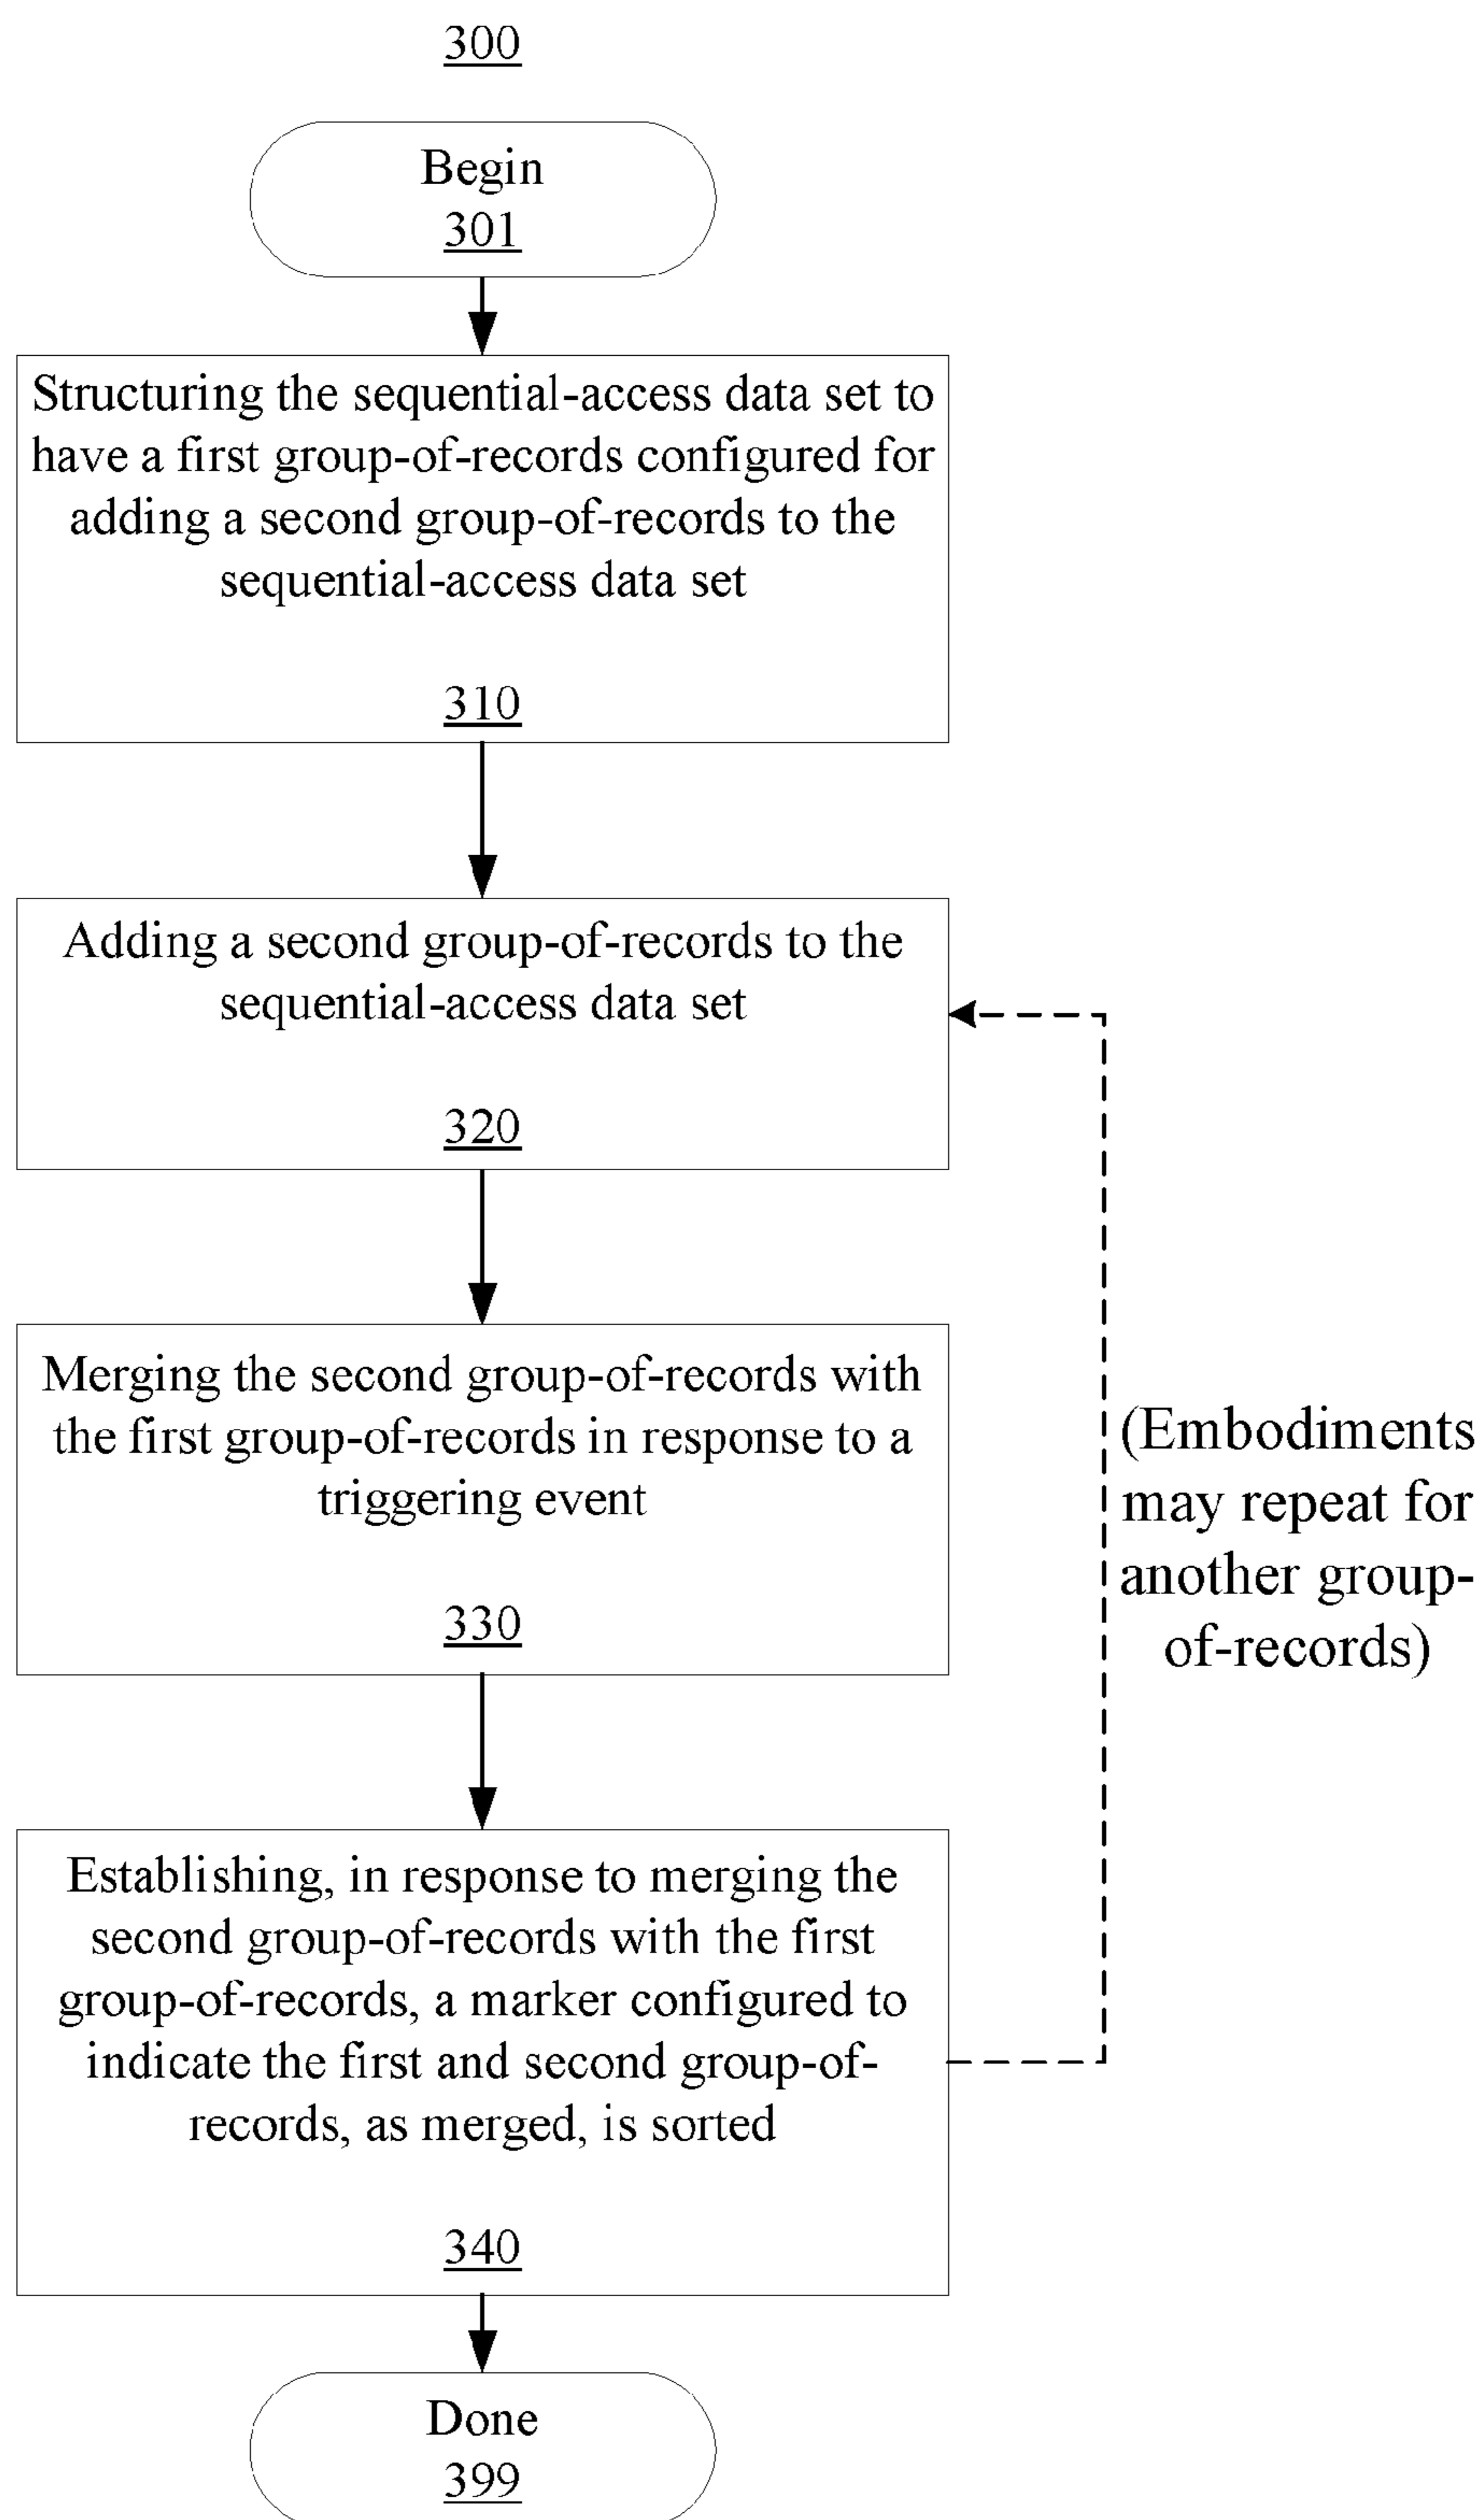 300
Begin
301
Structuring the sequential-access data set to
have a first group-of-records configured for
adding a second group-of-records to the
sequential-access data set
310
Adding a second group-of-records to the
sequential-access data set
320
Merging the second group-of-records with
the first group-of-records in response to a
triggering event
330
(Embodiments
may repeat for
another group-
of-records)
Establishing, in response to merging the
second group-of-records with the first
group-of-records, a marker configured to
indicate the first and second group-of-
records, as merged, is sorted
340
Done
399